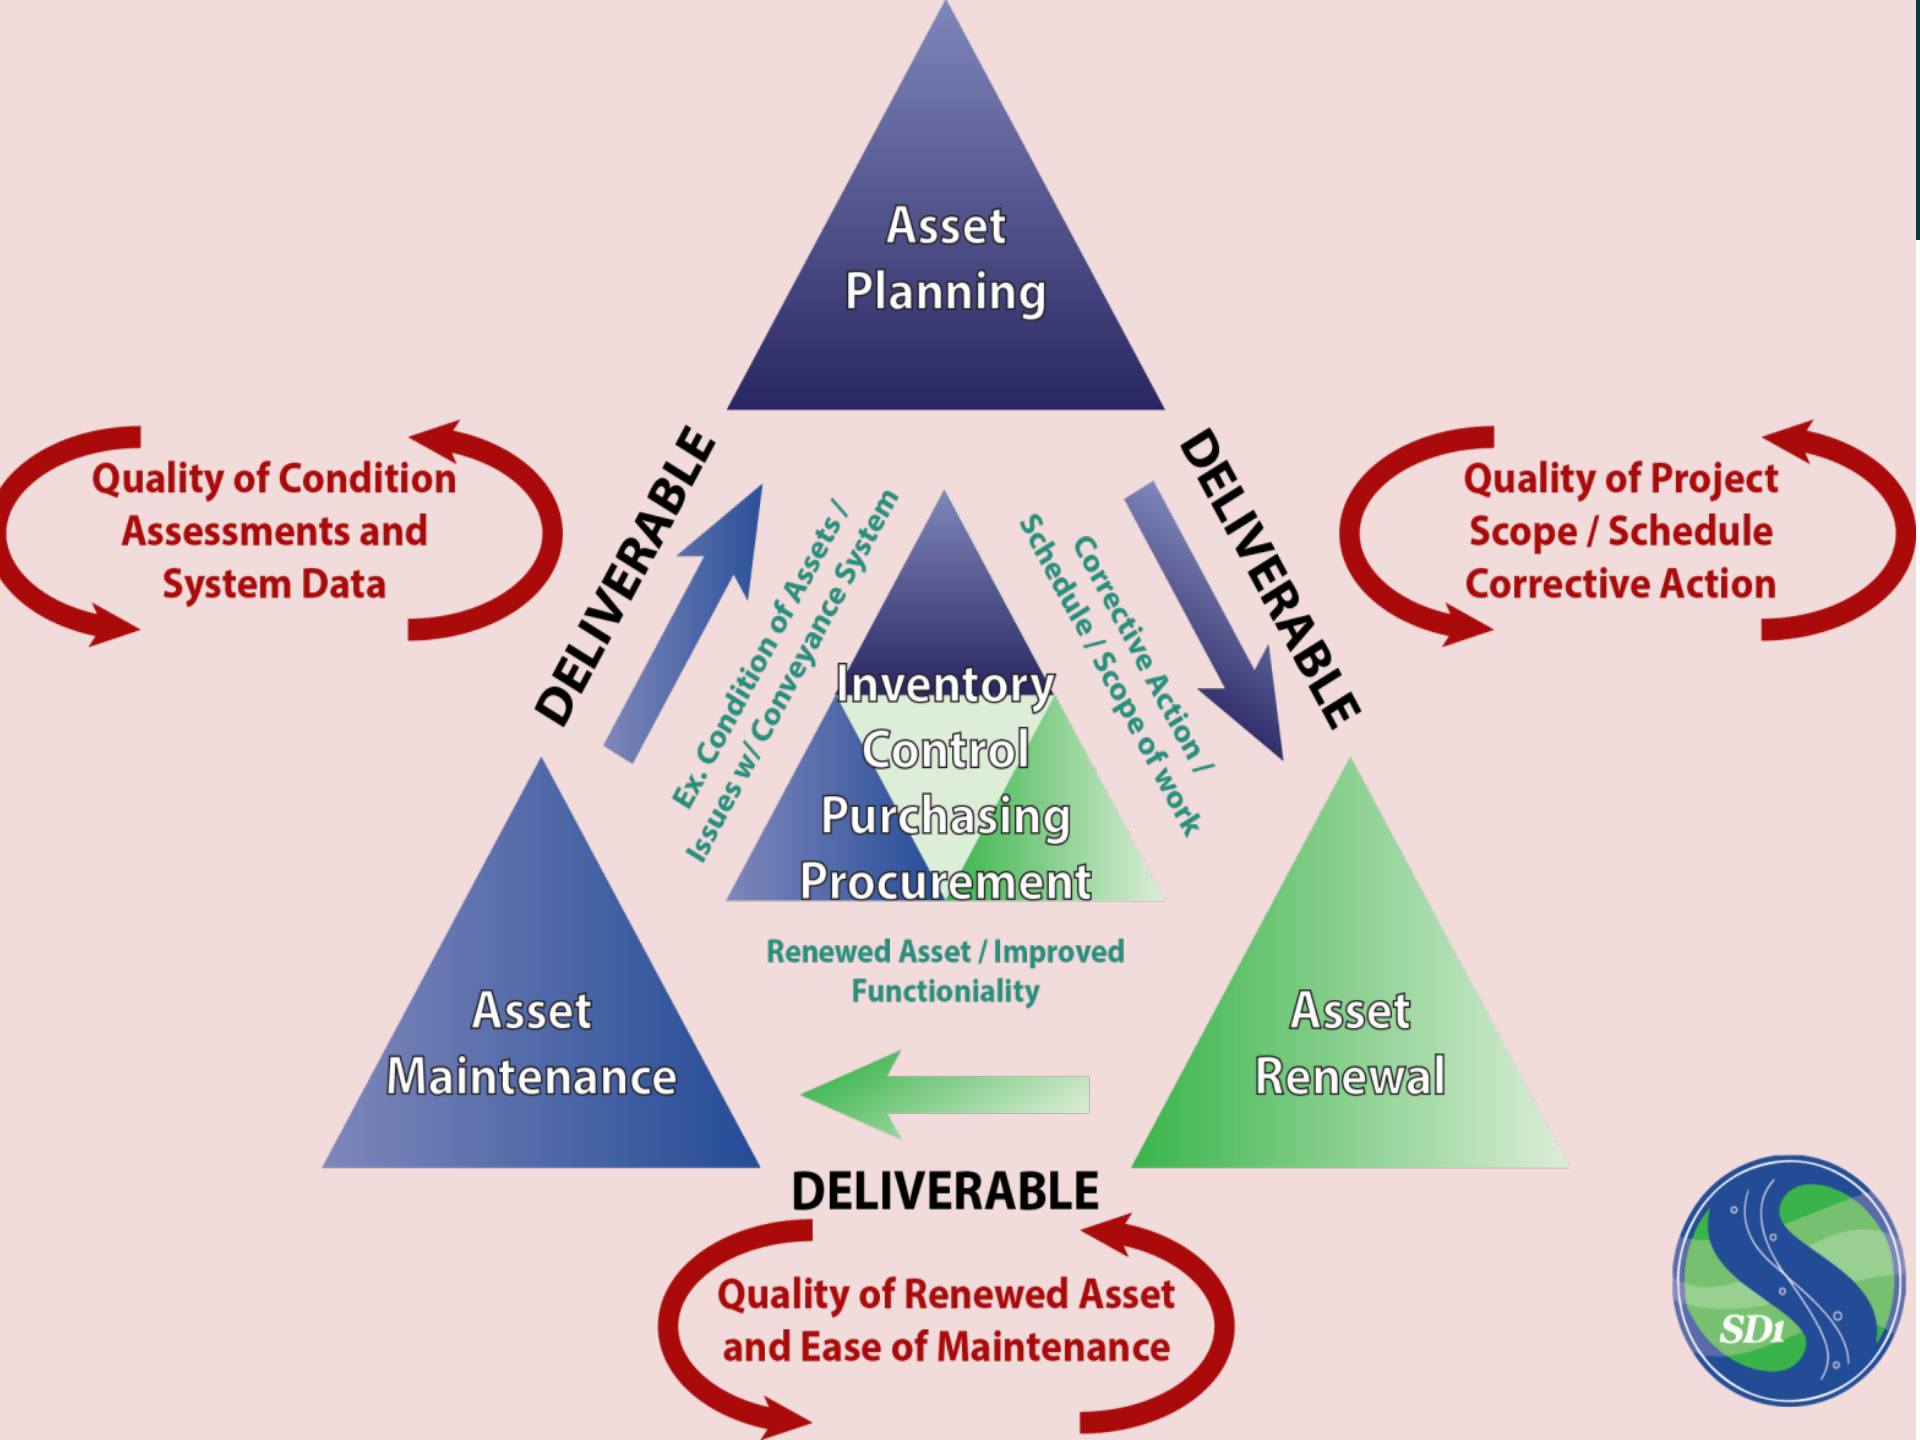 Asset
Planning
DELIVERABLE
DELIVERABLE
Quality of Condition
Assessments and
System Data
Quality of Project
Scope / Schedule
Corrective Action
Ex. Condition of Assets /
Issues w/ Conveyance System
Corrective Action /
Schedule / Scope of work
Inventory
Control
Purchasing
Procurement
Renewed Asset / Improved
Functioniality
Asset
Maintenance
Asset
Renewal
DELIVERABLE
Quality of Renewed Asset
and Ease of Maintenance
SD1